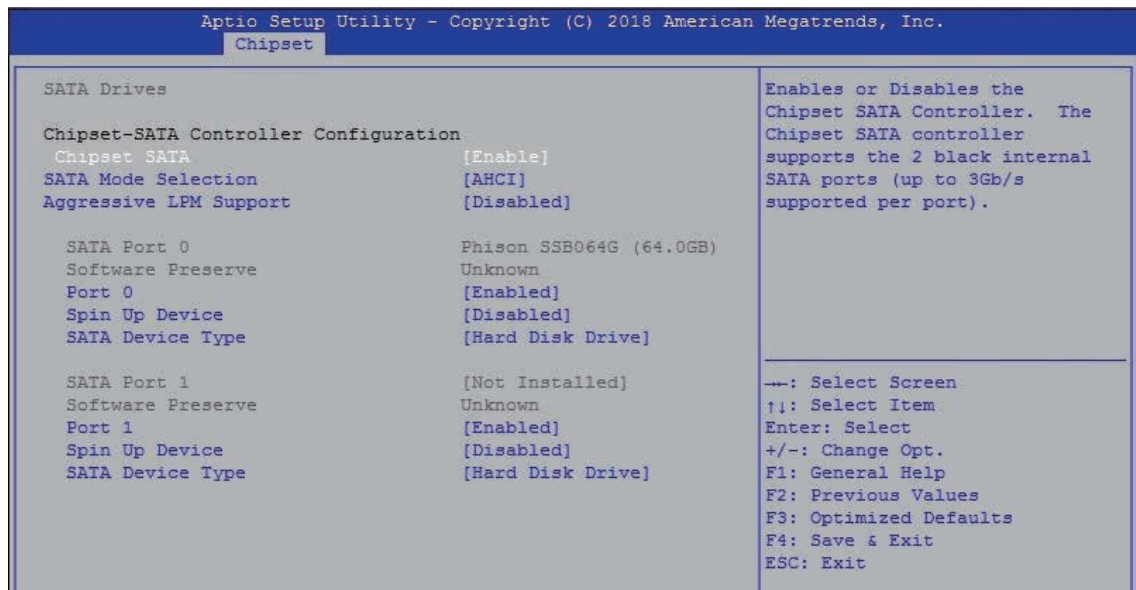 Aptio Setup Utility - Copyright (C) 2018 American Megatrends, Inc.
Chipset
SATA Drives
Chipset-SATA Controller Configuration
Chipset SATA [Enable]
SATA Mode Selection [AHCI]
Aggressive LPM Support [Disabled]
SATA Port 0 Phison SSB064G (64.0GB)
Software Preserve Unknown
Port 0 [Enabled]
Spin Up Device [Disabled]
SATA Device Type [Hard Disk Drive]
SATA Port 1 [Not Installed]
Software Preserve Unknown
Port 1 [Enabled]
Spin Up Device [Disabled]
SATA Device Type [Hard Disk Drive]
Enables or Disables the
Chipset SATA Controller. The
Chipset SATA controller
supports the 2 black internal
SATA ports (up to 3Gb/s
supported per port).
→←: Select Screen
↑↓: Select Item
Enter: Select
+/-: Change Opt.
F1: General Help
F2: Previous Values
F3: Optimized Defaults
F4: Save & Exit
ESC: Exit